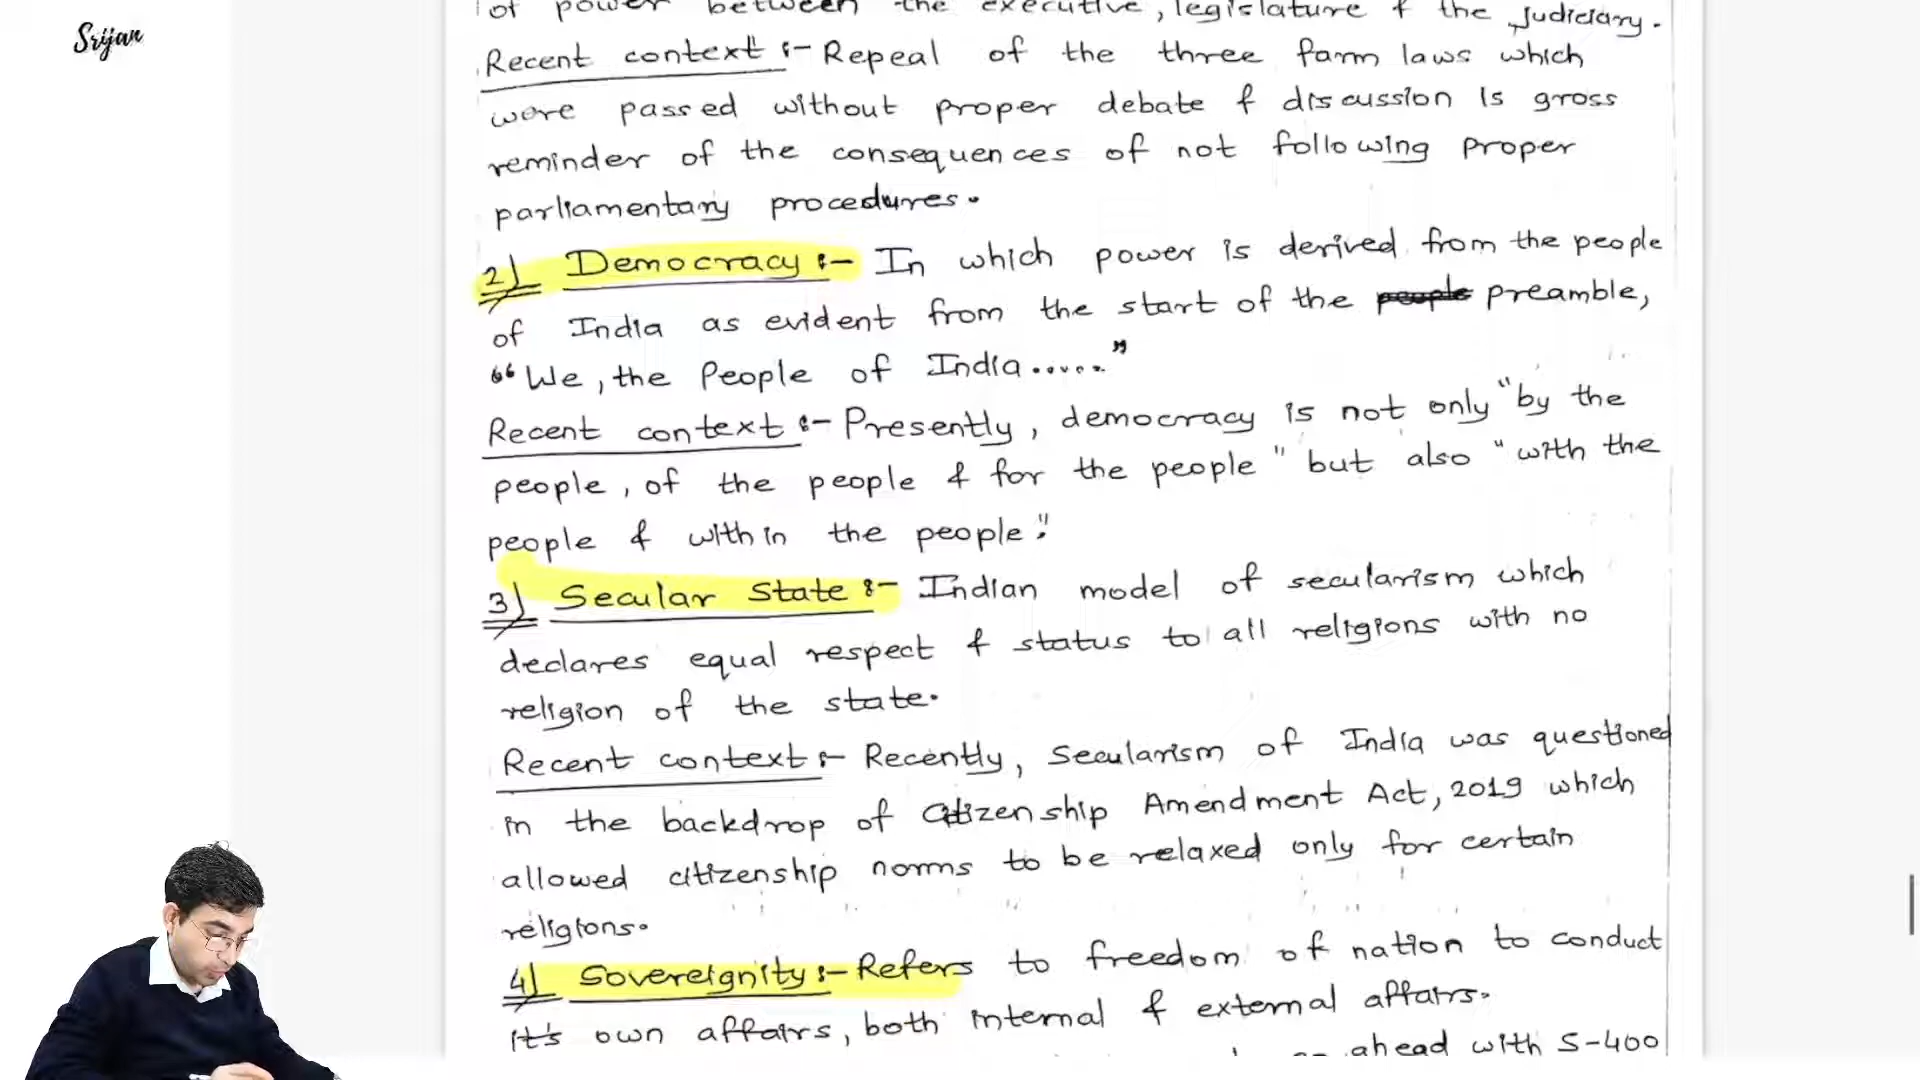 Srijan
of power between the executive, legislature & the judiciary.
Recent context :- Repeal of the three farm laws which
were passed without proper debate & discussion is gross
reminder of the consequences of not following proper
parliamentary procedures.
2) Democracy :- In which power is derived from the people
of India as evident from the start of the people preamble,
"We, the People of India......"
Recent context :- Presently, democracy is not only "by the
people, of the people & for the people" but also "with the
people & within the people".
3) Secular State :- Indian model of secularism which
declares equal respect & status to all religions with no
religion of the state.
Recent context :- Recently, secularism of India was questioned
in the backdrop of Citizenship Amendment Act, 2019 which
allowed citizenship norms to be relaxed only for certain
religions.
4) Sovereignity :- Refers to freedom of nation to conduct
it's own affairs, both internal & external affairs.
ahead with S-400